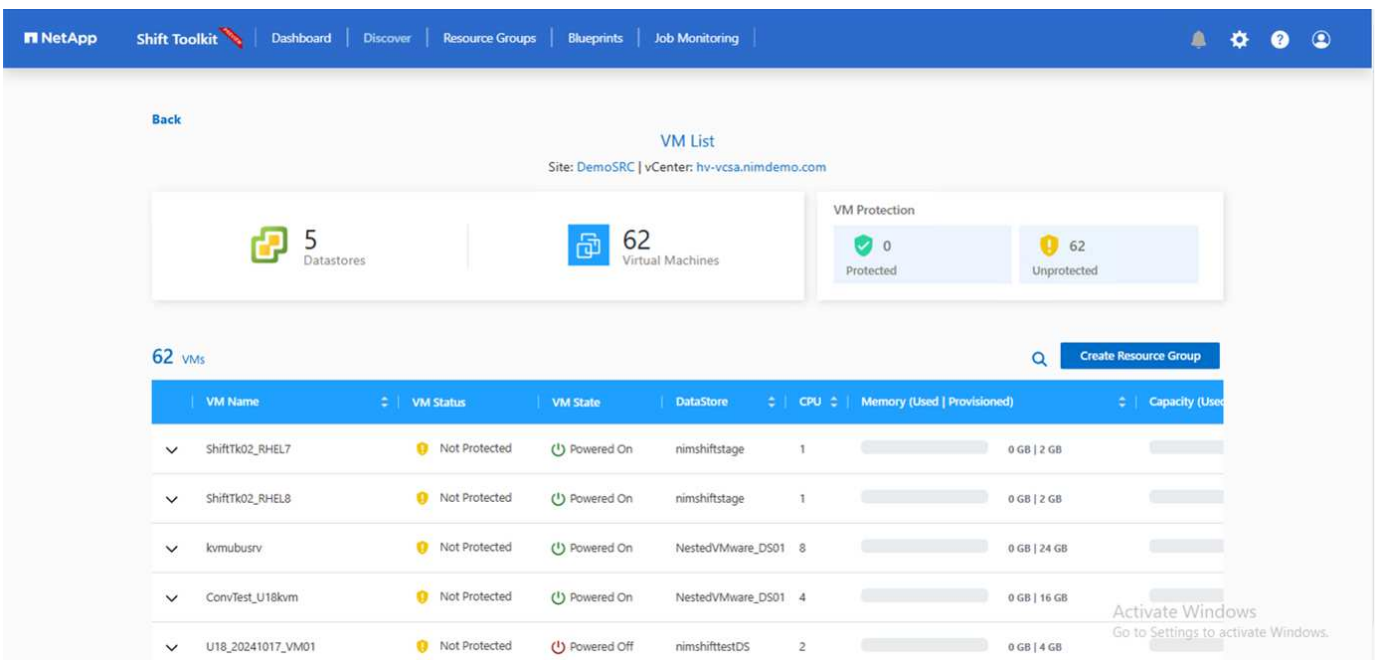 NetApp Shift Toolkit Dashboard Discover Resource Groups Blueprints Job Monitoring
Back
VM List
Site: DemoSRC | vCenter: hv-vcsa.nimdemo.com
VM Protection
5
Datastores
62
Virtual Machines
0
Protected
62
Unprotected
62 VMs
Create Resource Group
VM Name VM Status VM State DataStore CPU Memory (Used | Provisioned) Capacity (Used
ShiftTk02_RHEL7 Not Protected Powered On nimshiftstage 1 0 GB | 2 GB
ShiftTk02_RHEL8 Not Protected Powered On nimshiftstage 1 0 GB | 2 GB
kvmubusrv Not Protected Powered On NestedVMware_DS01 8 0 GB | 24 GB
ConvTest_U18kvm Not Protected Powered On NestedVMware_DS01 4 0 GB | 16 GB
U18_20241017_VM01 Not Protected Powered Off nimshifttestDS 2 0 GB | 4 GB
Activate Windows
Go to Settings to activate Windows.